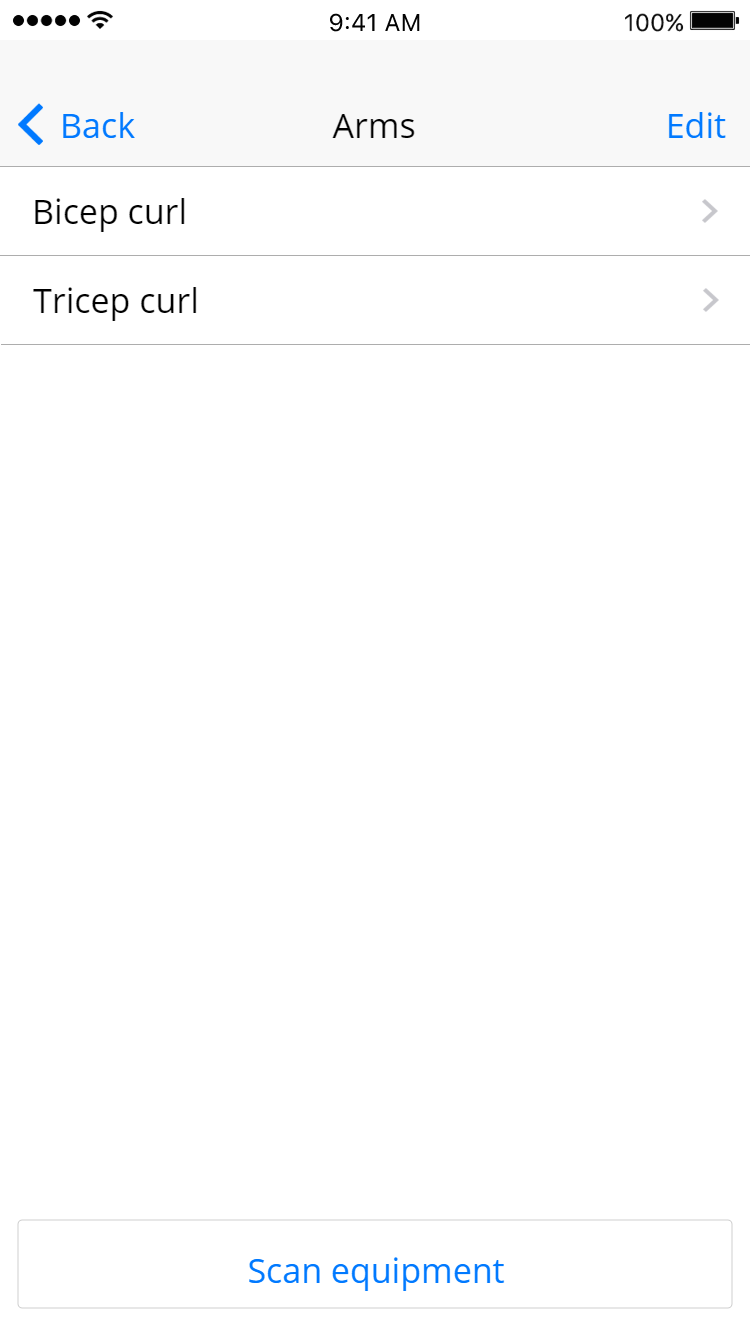 9:41 AM 100%
Back Arms Edit
Bicep curl
Tricep curl
Scan equipment